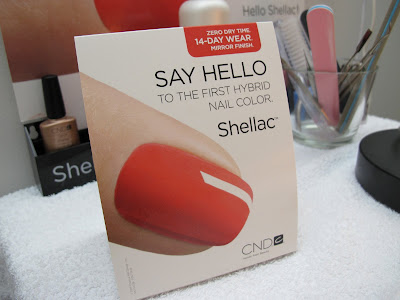 Hello Shellac!
ZERO DRY TIME.
14-DAY WEAR.
MIRROR FINISH.
SAY HELLO
TO THE FIRST HYBRID
NAIL COLOR.
Shellac™
She
CND